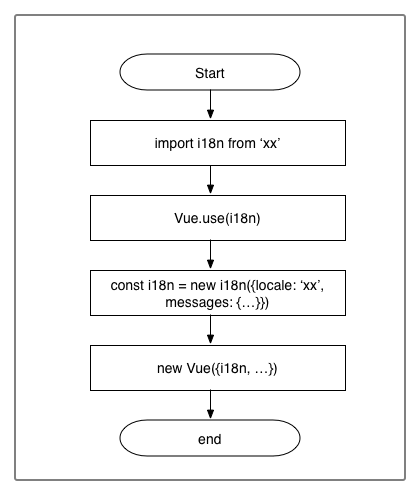 Start
import i18n from ‘xx’
Vue.use(i18n)
const i18n = new i18n({locale: ‘xx’,
messages: {…}})
new Vue({i18n, …})
end